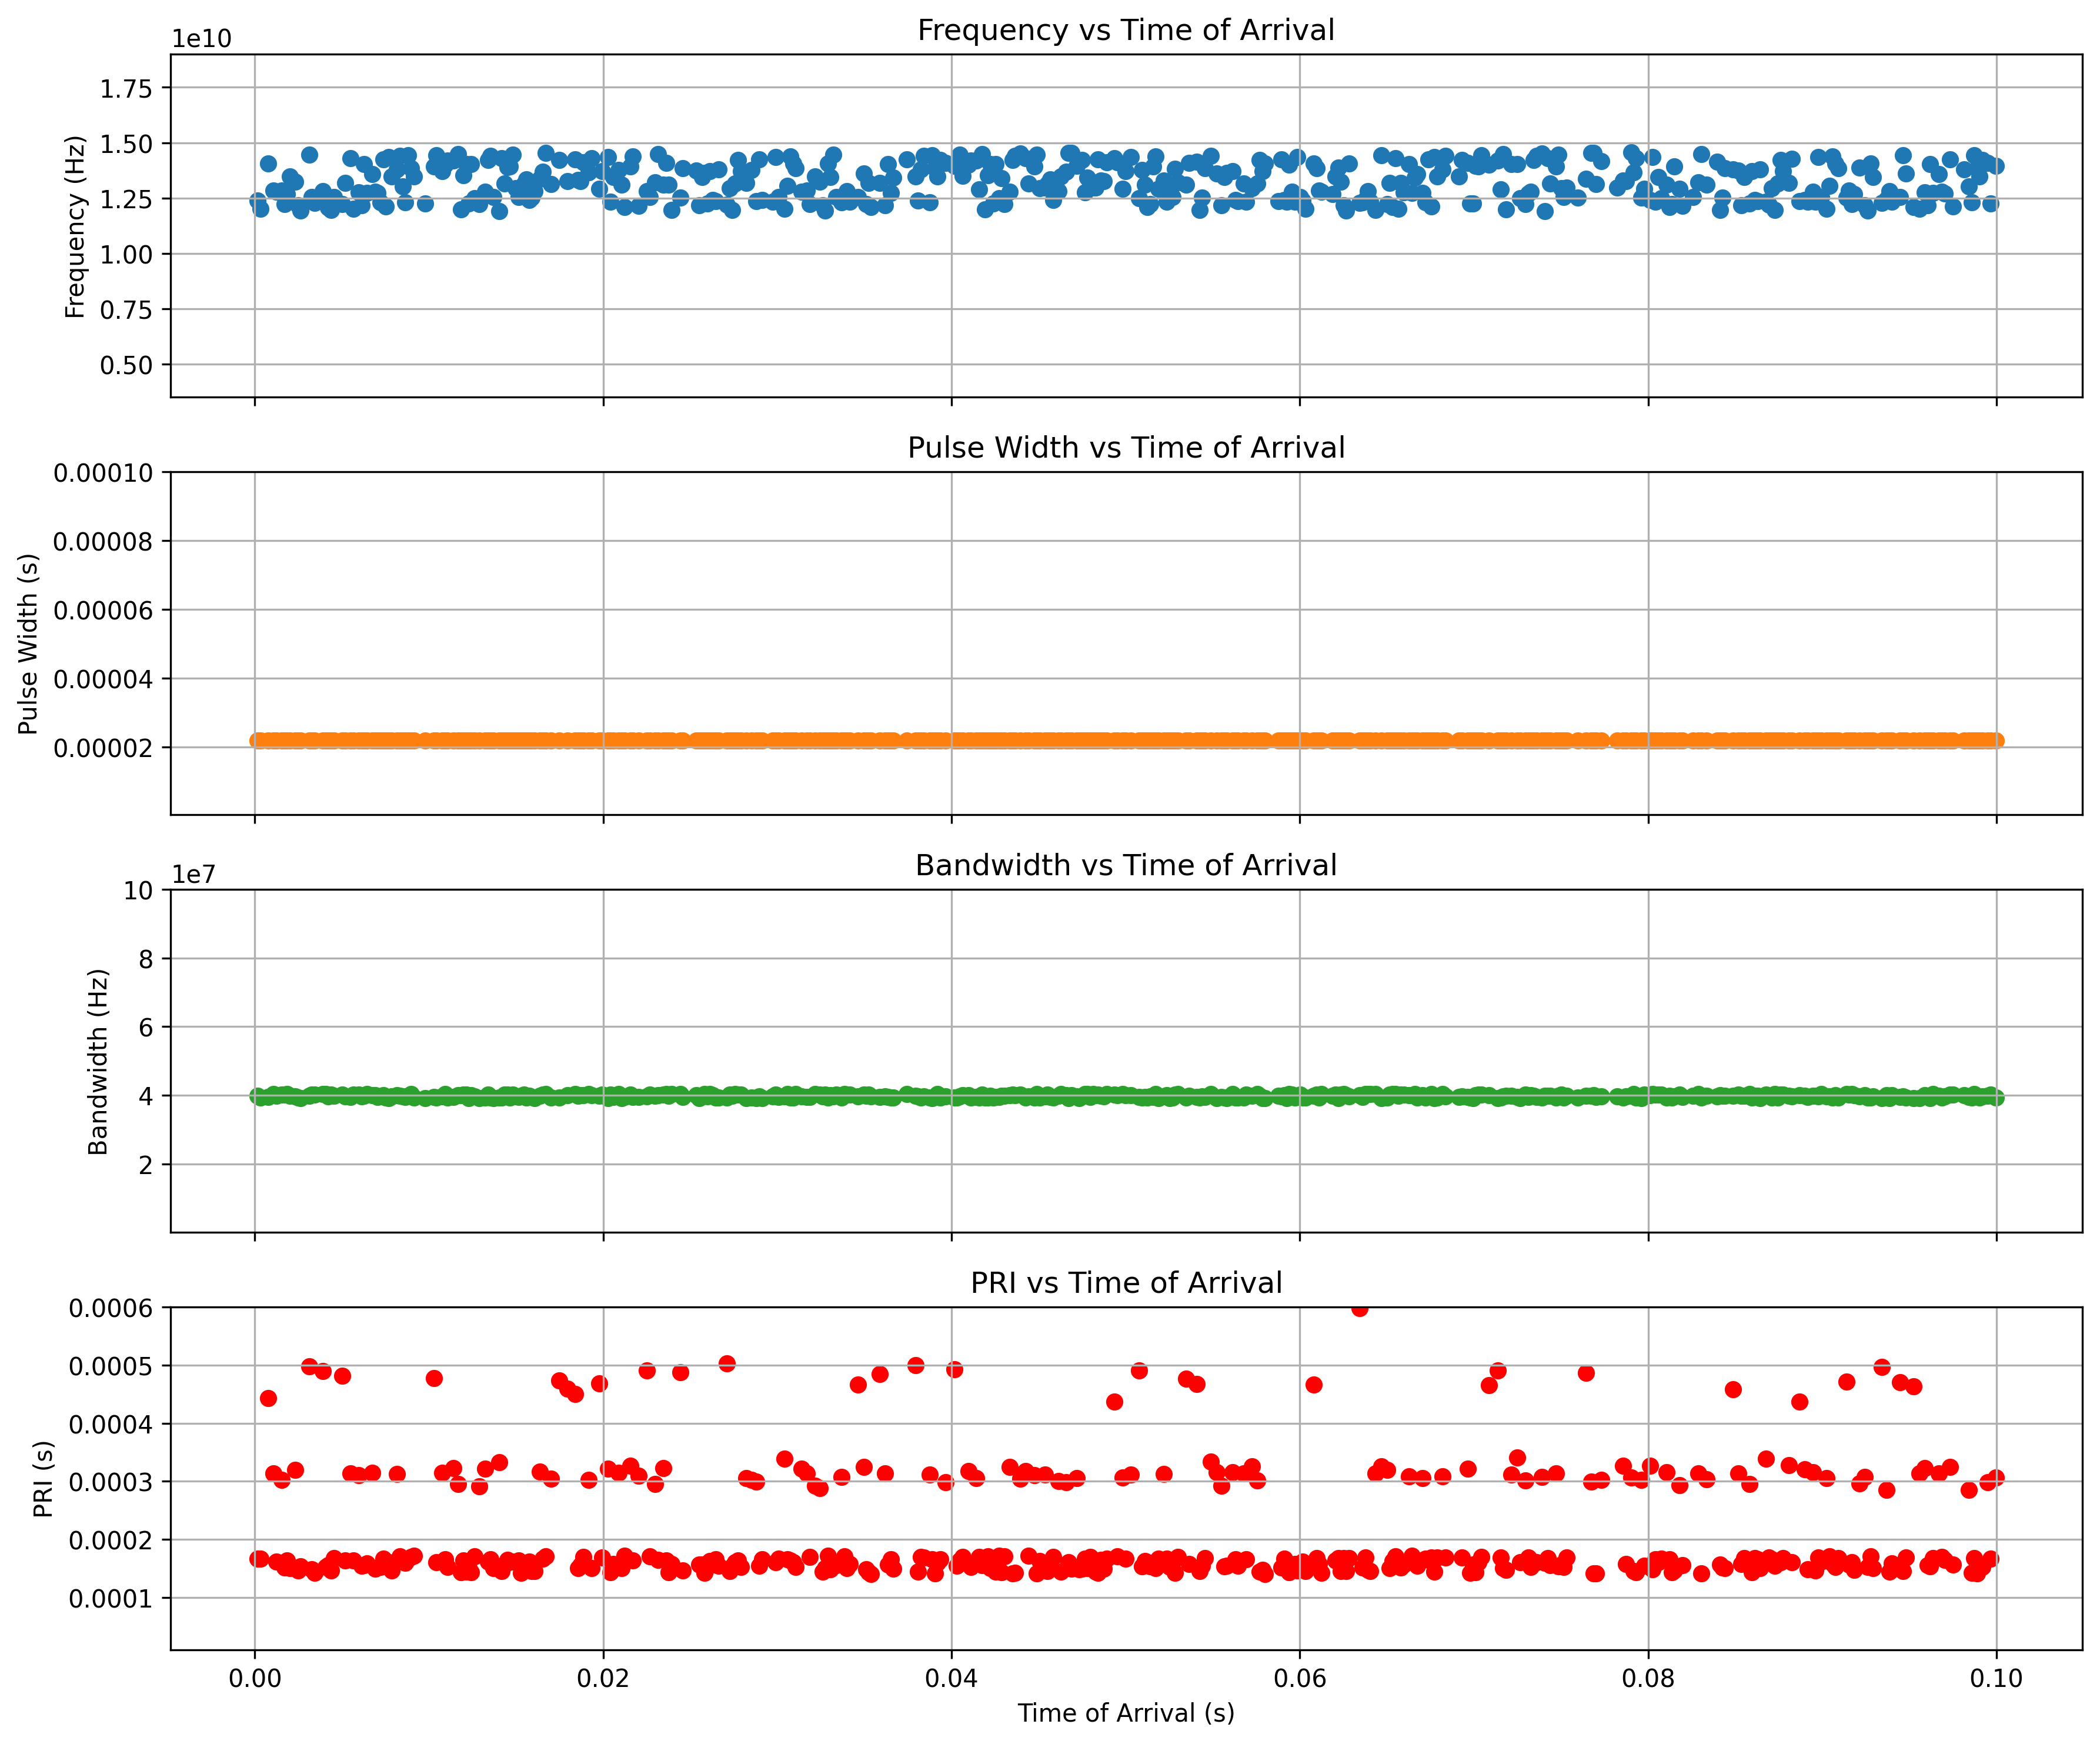 Frequency vs Time of Arrival
1e10
1.75
1.50
1.25
1.00
0.75
0.50
Frequency (Hz)
Pulse Width vs Time of Arrival
0.00010
0.00008
0.00006
0.00004
0.00002
Pulse Width (s)
Bandwidth vs Time of Arrival
1e7
10
8
6
4
2
Bandwidth (Hz)
PRI vs Time of Arrival
0.0006
0.0005
0.0004
0.0003
0.0002
0.0001
PRI (s)
0.00 0.02 0.04 0.06 0.08 0.10
Time of Arrival (s)